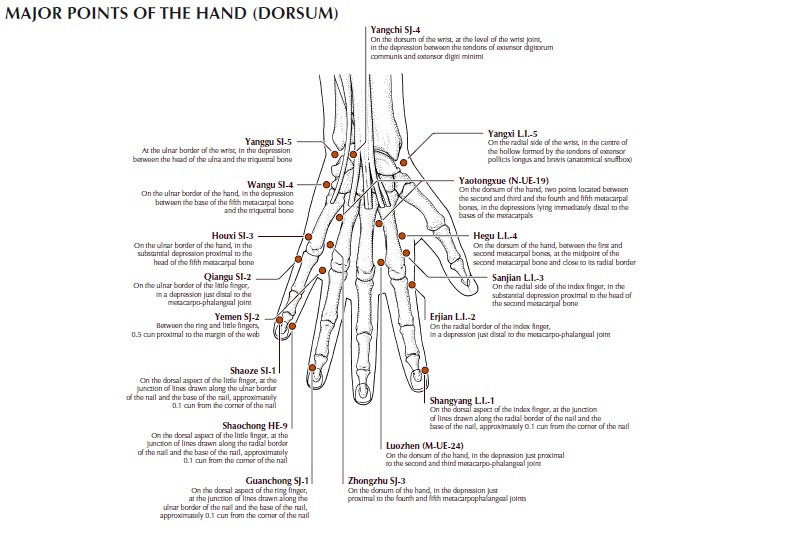 MAJOR POINTS OF THE HAND (DORSUM)
Yangchi SJ-4
On the dorsum of the wrist, at the level of the wrist joint,
in the depression between the tendons of extensor digitorum
communis and extensor digiti minimi
Yanggu SI-5
At the ulnar border of the wrist, in the depression
between the head of the ulna and the triquetral bone
Yangxi L.I.-5
On the radial side of the wrist, in the centre of
the hollow formed by the tendons of extensor
pollicis longus and brevis (anatomical snuffbox)
Wangu SI-4
On the ulnar border of the hand, in the depression
between the base of the fifth metacarpal bone
and the triquetral bone
Yaotongxue (N-UE-19)
On the dorsum of the hand, two points located between
the second and third and the fourth and fifth metacarpal
bones, in the depressions lying immediately distal to the
bases of the metacarpals
Houxi SI-3
On the ulnar border of the hand, in the
substantial depression proximal to the
head of the fifth metacarpal bone
Hegu L.I.-4
On the dorsum of the hand, between the first and
second metacarpal bones, at the midpoint of the
second metacarpal bone and close to its radial border
Qiangu SI-2
On the ulnar border of the little finger,
in a depression just distal to the
metacarpo-phalangeal joint
Sanjian L.I.-3
On the radial side of the index finger, in the
substantial depression proximal to the head of
the second metacarpal bone
Yemen SJ-2
Between the ring and little fingers,
0.5 cun proximal to the margin of the web
Erjian L.I.-2
On the radial border of the index finger,
in a depression just distal to the metacarpo-phalangeal joint
Shaoze SI-1
On the dorsal aspect of the little finger, at the
junction of lines drawn along the ulnar border
of the nail and the base of the nail, approximately
0.1 cun from the corner of the nail
Shangyang L.I.-1
On the dorsal aspect of the index finger, at the junction
of lines drawn along the radial border of the nail and the
base of the nail, approximately 0.1 cun from the corner of the nail
Shaochong HE-9
On the dorsal aspect of the little finger, at the
junction of lines drawn along the radial border
of the nail and the base of the nail, approximately
0.1 cun from the corner of the nail
Luozhen (M-UE-24)
On the dorsum of the hand, in the depression just proximal
to the second and third metacarpo-phalangeal joint
Guanchong SJ-1
On the dorsal aspect of the ring finger,
at the junction of lines drawn along the
ulnar border of the nail and the base of the nail,
approximately 0.1 cun from the corner of the nail
Zhongzhu SJ-3
On the dorsum of the hand, in the depression just
proximal to the fourth and fifth metacarpophalangeal joints